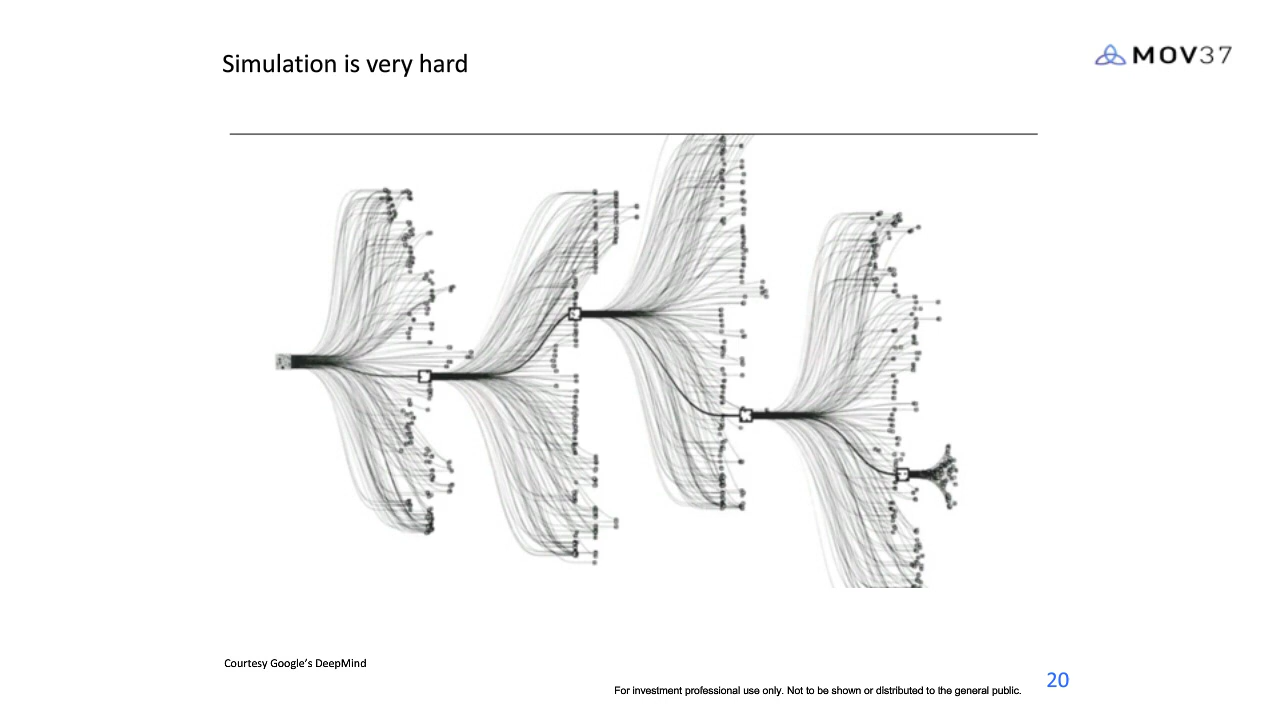 Simulation is very hard
MOV37
Courtesy Google's DeepMind
20
For investment professional use only. Not to be shown or distributed to the general public.